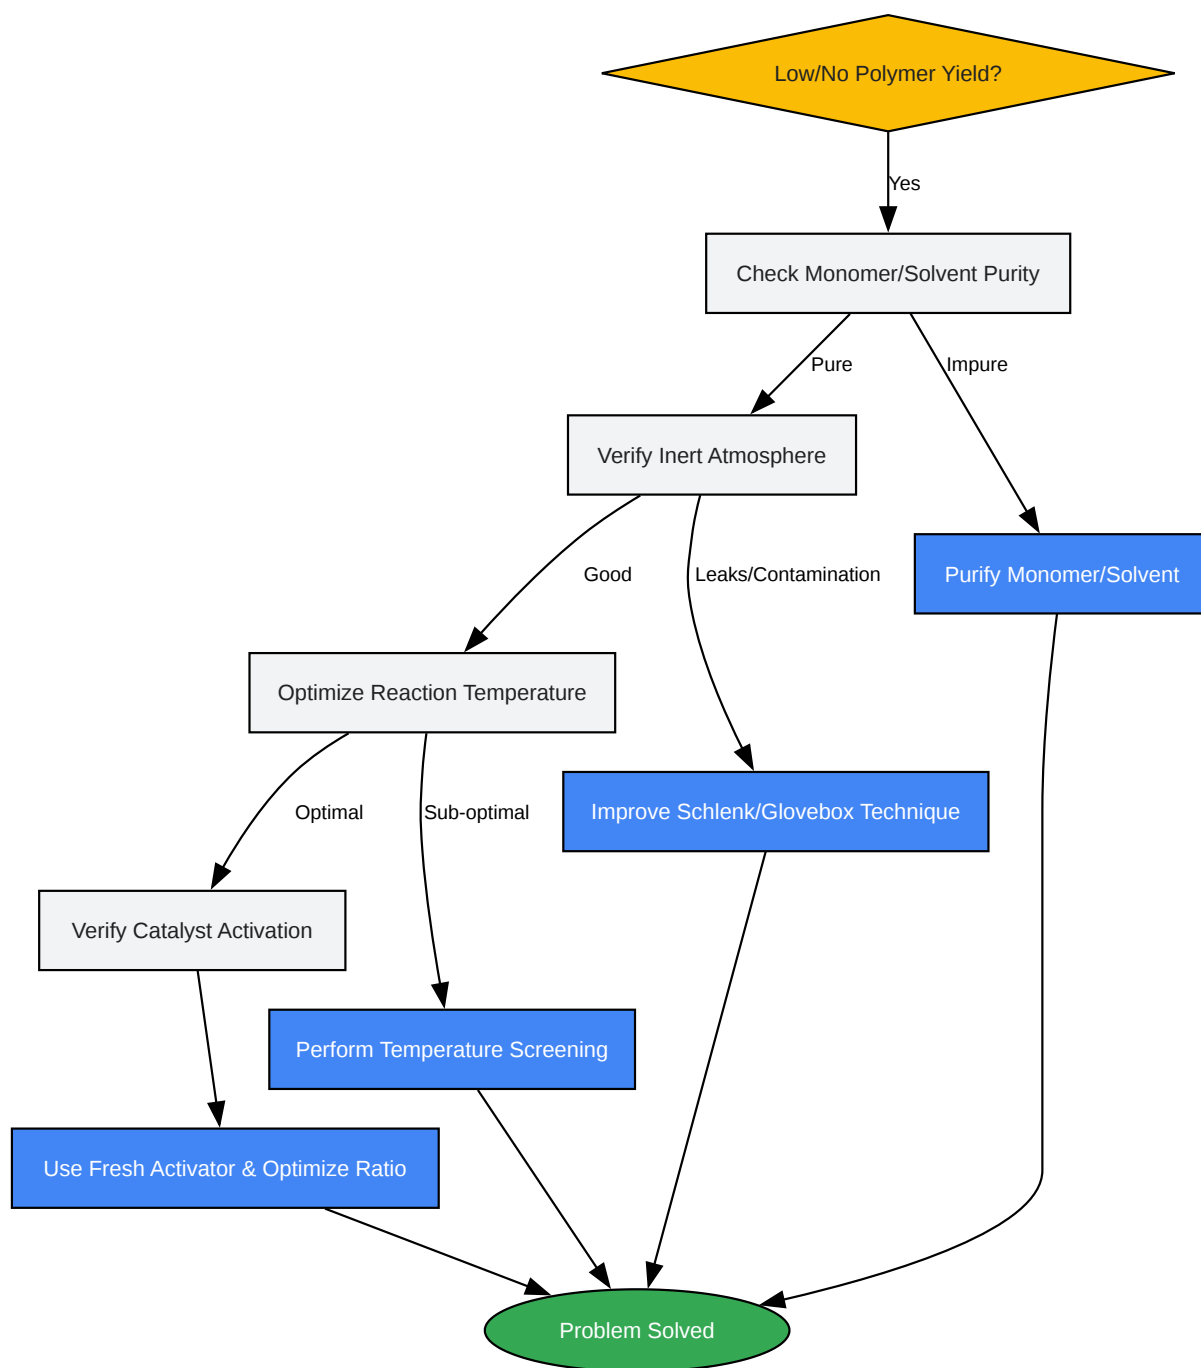 Low/No Polymer Yield?
Yes
Check Monomer/Solvent Purity
Pure
Impure
Verify Inert Atmosphere
Good
Leaks/Contamination
Purify Monomer/Solvent
Optimize Reaction Temperature
Optimal
Sub-optimal
Improve Schlenk/Glovebox Technique
Verify Catalyst Activation
Perform Temperature Screening
Use Fresh Activator & Optimize Ratio
Problem Solved